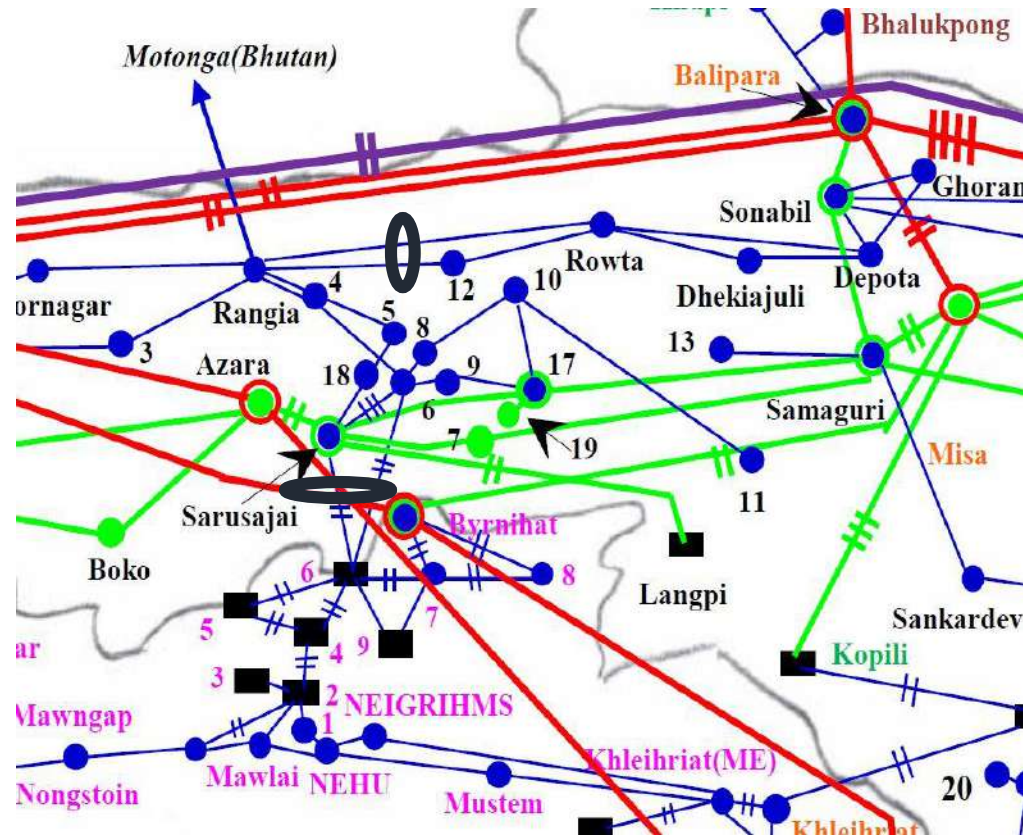 Bhalukpong
Motonga(Bhutan)
Balipara
Ghoran
Sonabil
Rowta
Depota
Dhekiajuli
12
10
4
5
8
ornagar
Rangia
3
13
17
Azara
18
9
6
Samaguri
7
19
Misa
11
Sarusajai
Byrnihat
Boko
6
8
Langpi
7
5
4
9
Sankardev
ar
Kopili
3
2
NEIGRIHMS
Mawngap
1
Khleihriat(ME)
Mawlai
NEHU
Nongstoin
Mustem
20
Khleihriat